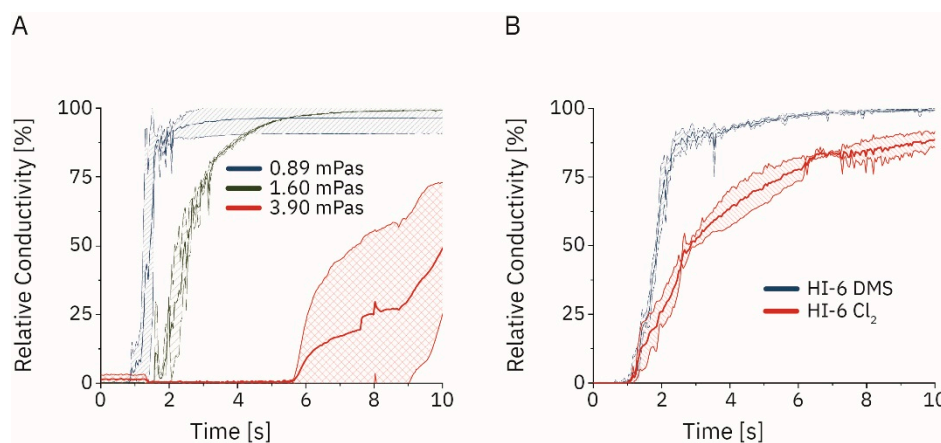 A
Relative Conductivity [%]
100
75
50
25
0
0.89 mPas
1.60 mPas
3.90 mPas
0 2 4 6 8 10
Time [s]
B
Relative Conductivity [%]
100
75
50
25
0
HI-6 DMS
HI-6 Cl₂
0 2 4 6 8 10
Time [s]